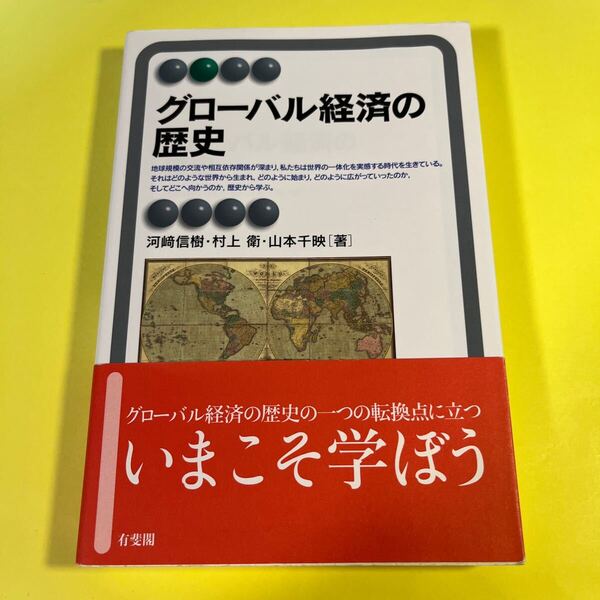 グローバル経済の
歴史
地球規模の交流や相互依存関係が深まり，私たちは世界の一体化を実感する時代を生きている。
それはどのような世界から生まれ，どのように始まり，どのように広がっていったのか，
そしてどこへ向かうのか，歴史から学ぶ。
河﨑信樹・村上 衛・山本千映［著］
グローバル経済の歴史の一つの転換点に立つ
いまこそ学ぼう
有斐閣